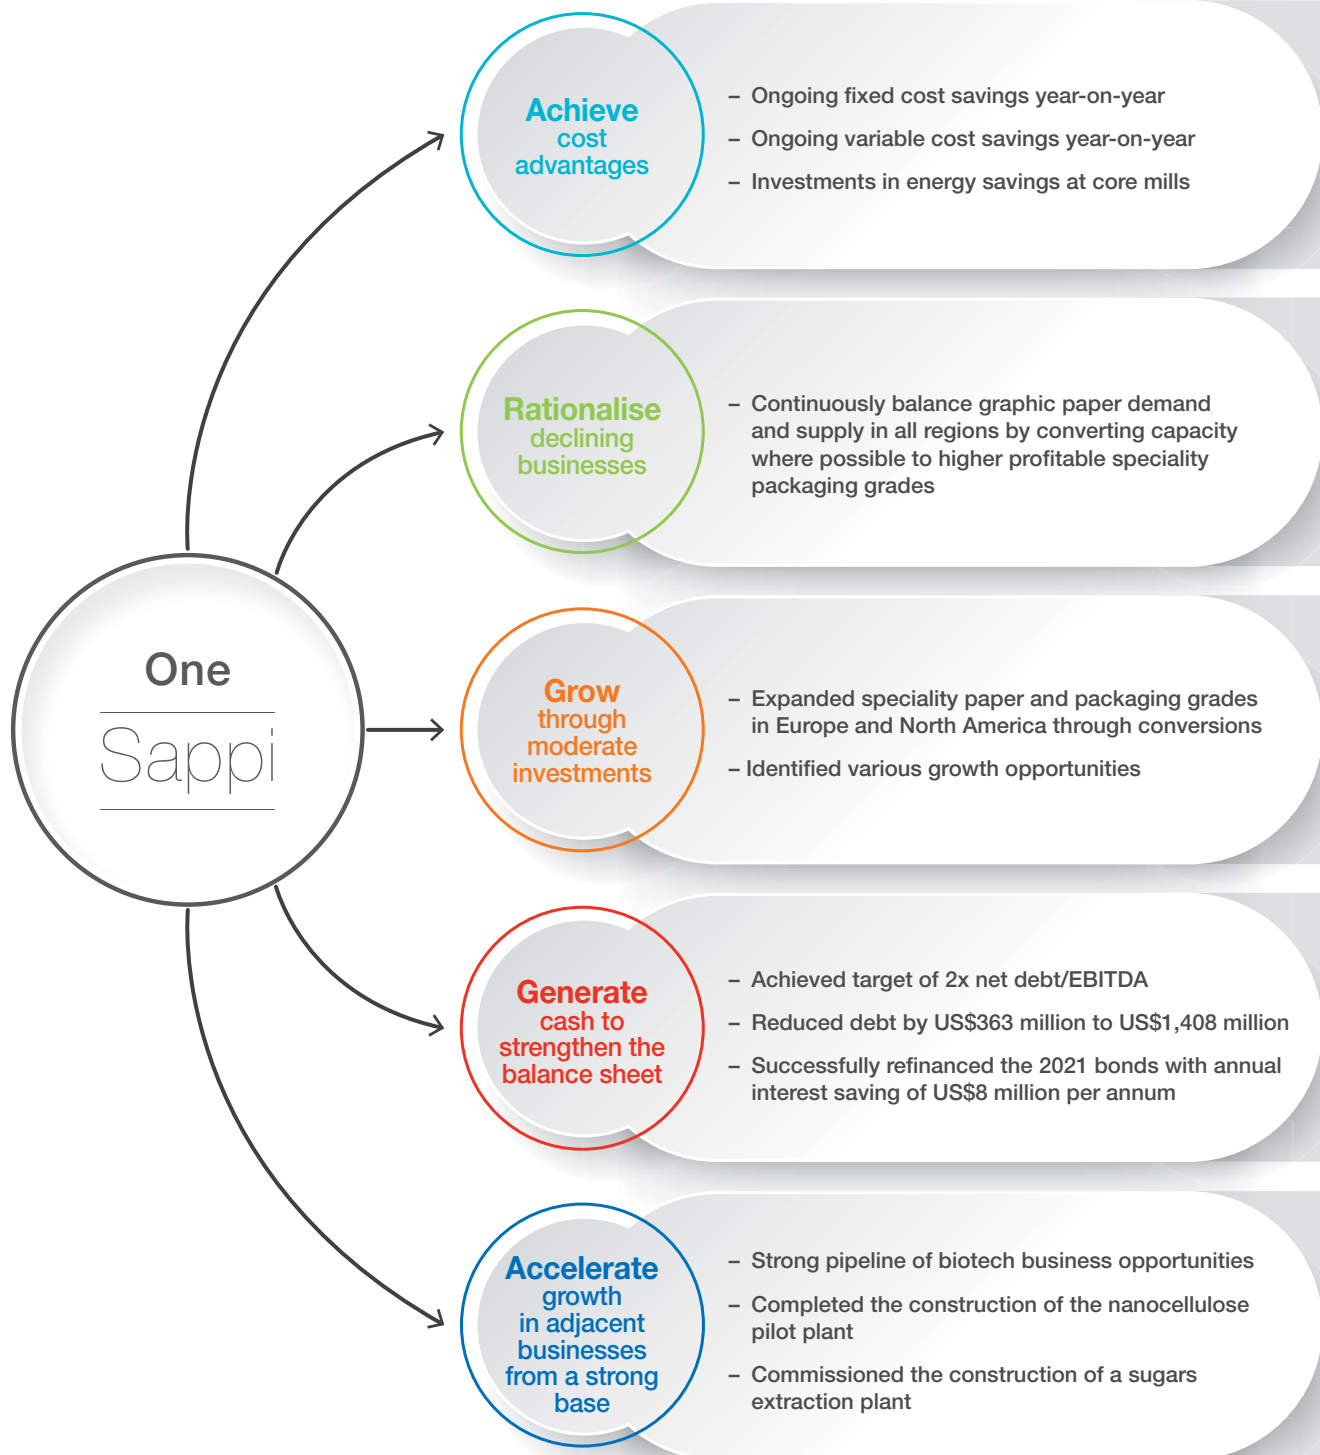 One
Sappi
Achieve
cost
advantages
– Ongoing fixed cost savings year-on-year
– Ongoing variable cost savings year-on-year
– Investments in energy savings at core mills
Rationalise
declining
businesses
– Continuously balance graphic paper demand
and supply in all regions by converting capacity
where possible to higher profitable speciality
packaging grades
Grow
through
moderate
investments
– Expanded speciality paper and packaging grades
in Europe and North America through conversions
– Identified various growth opportunities
Generate
cash to
strengthen the
balance sheet
– Achieved target of 2x net debt/EBITDA
– Reduced debt by US$363 million to US$1,408 million
– Successfully refinanced the 2021 bonds with annual
interest saving of US$8 million per annum
Accelerate
growth
in adjacent
businesses
from a strong
base
– Strong pipeline of biotech business opportunities
– Completed the construction of the nanocellulose
pilot plant
– Commissioned the construction of a sugars
extraction plant